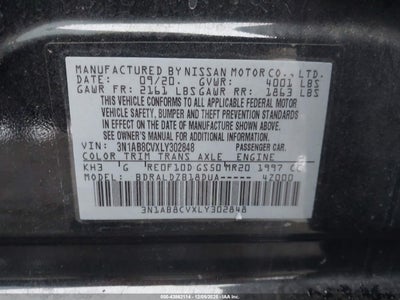 MANUFACTURED BY NISSAN MOTOR CO., LTD.
DATE: 09/20. GVWR: 4001 LBS
GAWR FR: 2161 LBS GAWR RR: 1863 LBS
THIS VEHICLE CONFORMS TO ALL APPLICABLE FEDERAL MOTOR
VEHICLE SAFETY, BUMPER, AND THEFT PREVENTION STANDARDS
IN EFFECT ON THE DATE OF MANUFACTURE SHOWN ABOVE.
SEE OWNER'S MANUAL FOR ADDITIONAL INFORMATION.
VIN: 3N1AB8CVXLY302848 PASSENGER CAR.
COLOR TRIM TRANS AXLE ENGINE
KH3 G RE0F10D GS50 MR20 1997 CC
MODEL: BDRALDZB18DUA----- 4Z000
3N1AB8CVXLY302848